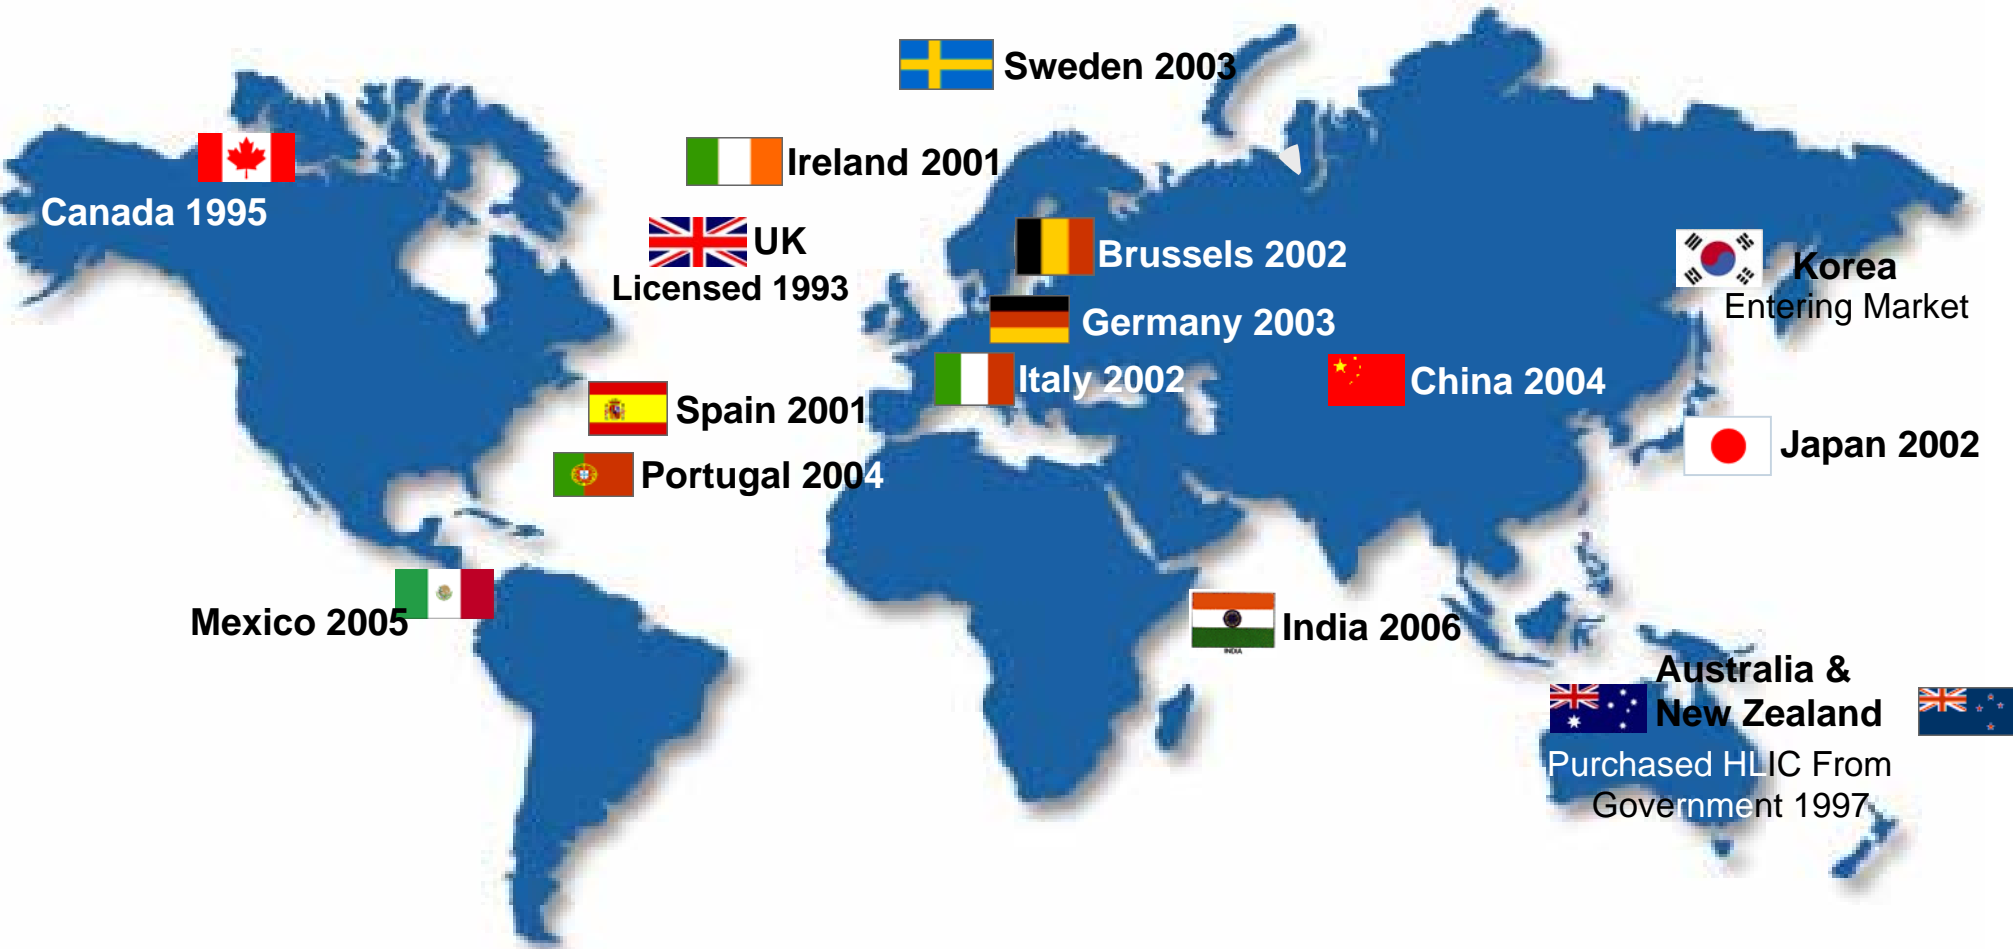 Sweden 2003
Ireland 2001
Canada 1995
UK
Licensed 1993
Brussels 2002
Korea
Entering Market
Germany 2003
Italy 2002
China 2004
Spain 2001
Japan 2002
Portugal 2004
Mexico 2005
India 2006
INDIA
Australia &
New Zealand
Purchased HLIC From
Government 1997